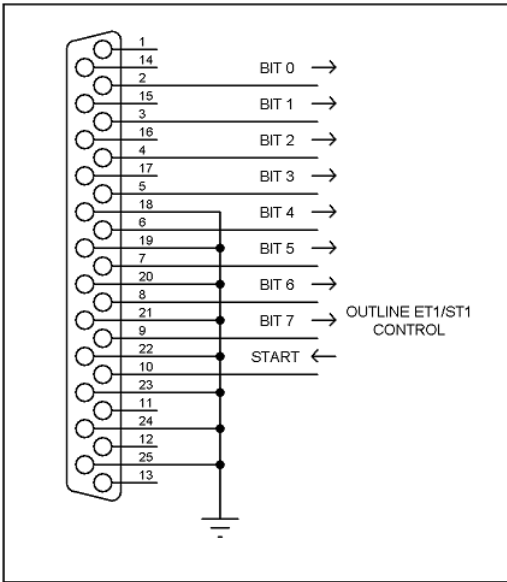 1
14
BIT 0
2
15
BIT 1
3
16
BIT 2
4
17
BIT 3
5
18
BIT 4
6
19
BIT 5
7
20
BIT 6
8
21
BIT 7
OUTLINE ET1/ST1
CONTROL
9
22
START
10
23
11
24
12
25
13